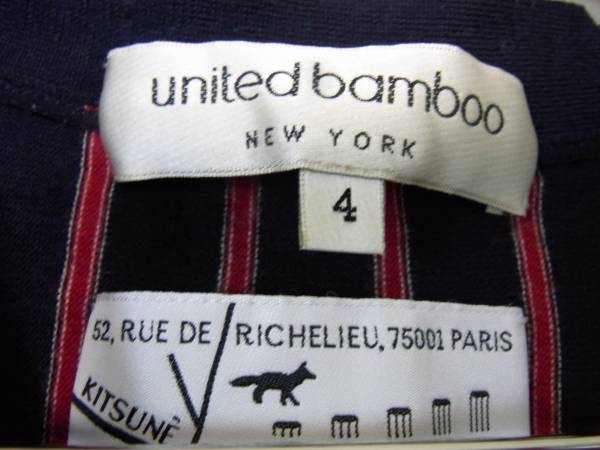 united bamboo
NEW YORK
4
52, RUE DE RICHELIEU, 75001 PARIS
KITSUNÉ